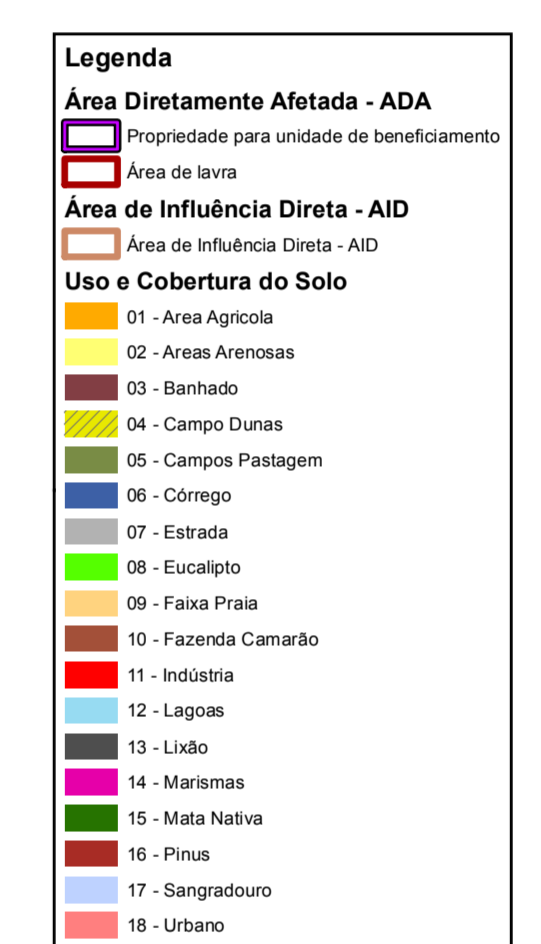 Legenda
Área Diretamente Afetada - ADA
Propriedade para unidade de beneficiamento
Área de lavra
Área de Influência Direta - AID
Área de Influência Direta - AID
Uso e Cobertura do Solo
01 - Area Agricola
02 - Areas Arenosas
03 - Banhado
04 - Campo Dunas
05 - Campos Pastagem
06 - Córrego
07 - Estrada
08 - Eucalipto
09 - Faixa Praia
10 - Fazenda Camarão
11 - Indústria
12 - Lagoas
13 - Lixão
14 - Marismas
15 - Mata Nativa
16 - Pinus
17 - Sangradouro
18 - Urbano